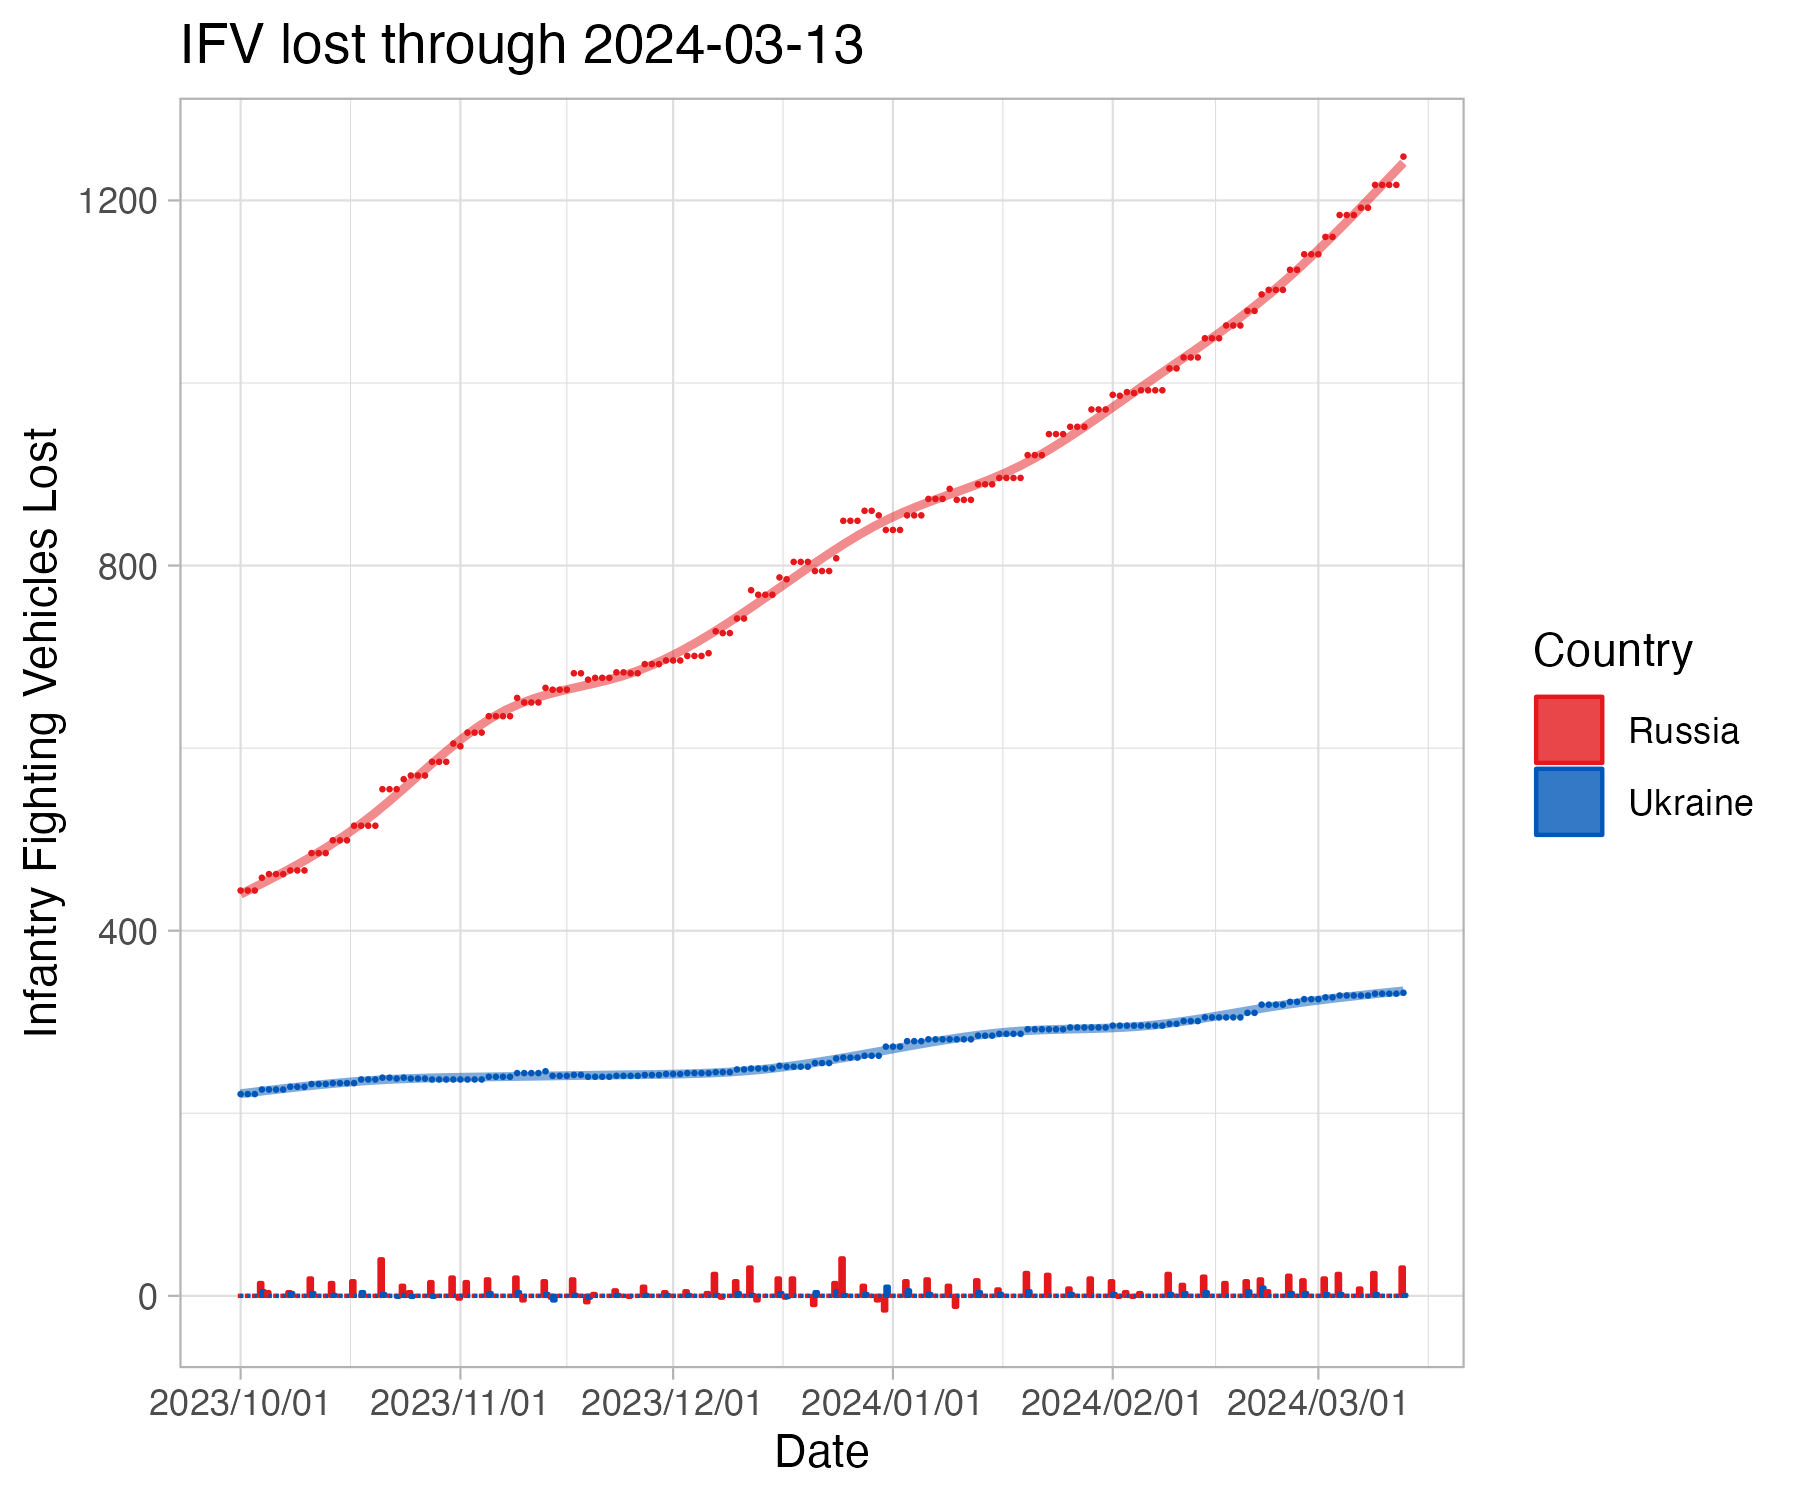 IFV lost through 2024-03-13
Infantry Fighting Vehicles Lost
1200
800
400
0
2023/10/01 2023/11/01 2023/12/01 2024/01/01 2024/02/01 2024/03/01
Date
Country
Russia
Ukraine